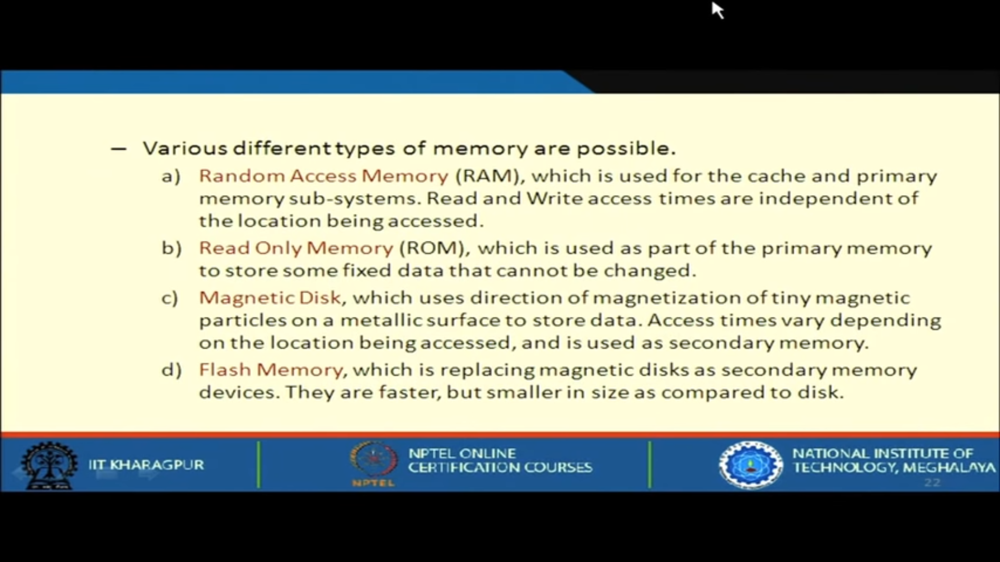 – Various different types of memory are possible.
a) Random Access Memory (RAM), which is used for the cache and primary
memory sub-systems. Read and Write access times are independent of
the location being accessed.
b) Read Only Memory (ROM), which is used as part of the primary memory
to store some fixed data that cannot be changed.
c) Magnetic Disk, which uses direction of magnetization of tiny magnetic
particles on a metallic surface to store data. Access times vary depending
on the location being accessed, and is used as secondary memory.
d) Flash Memory, which is replacing magnetic disks as secondary memory
devices. They are faster, but smaller in size as compared to disk.
IIT KHARAGPUR
NPTEL
NPTEL ONLINE
CERTIFICATION COURSES
NATIONAL INSTITUTE OF
TECHNOLOGY, MEGHALAYA
22